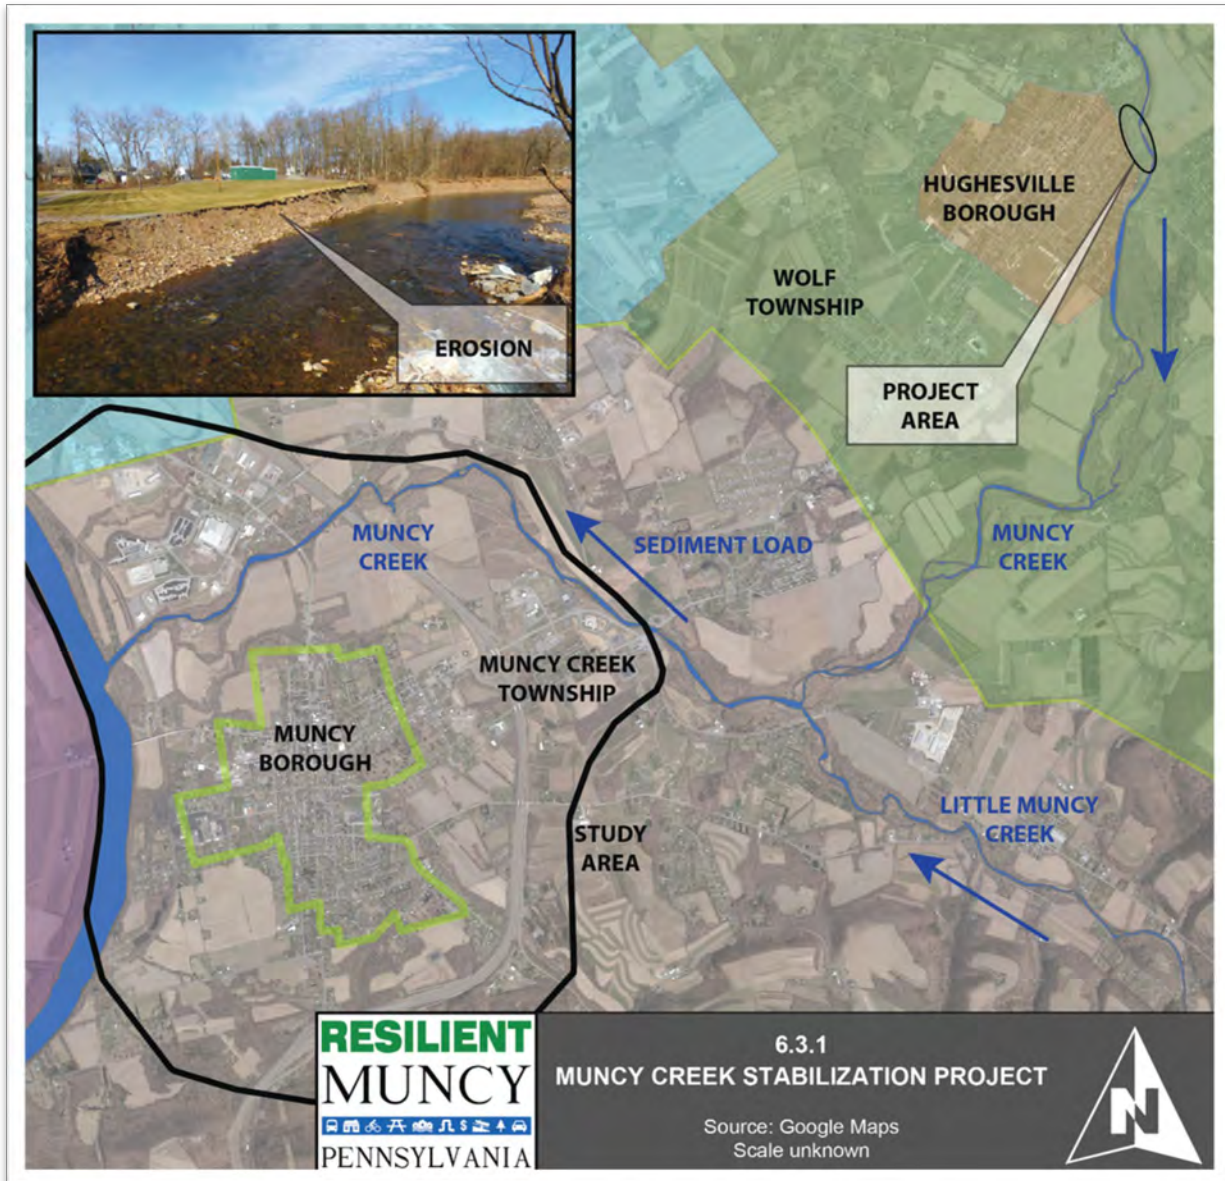 HUGHESVILLE
BOROUGH
WOLF
TOWNSHIP
EROSION
PROJECT
AREA
MUNCY
CREEK
SEDIMENT LOAD
MUNCY
CREEK
MUNCY CREEK
TOWNSHIP
MUNCY
BOROUGH
LITTLE MUNCY
CREEK
STUDY
AREA
RESILIENT
MUNCY
PENNSYLVANIA
6.3.1
MUNCY CREEK STABILIZATION PROJECT
Source: Google Maps
Scale unknown
N